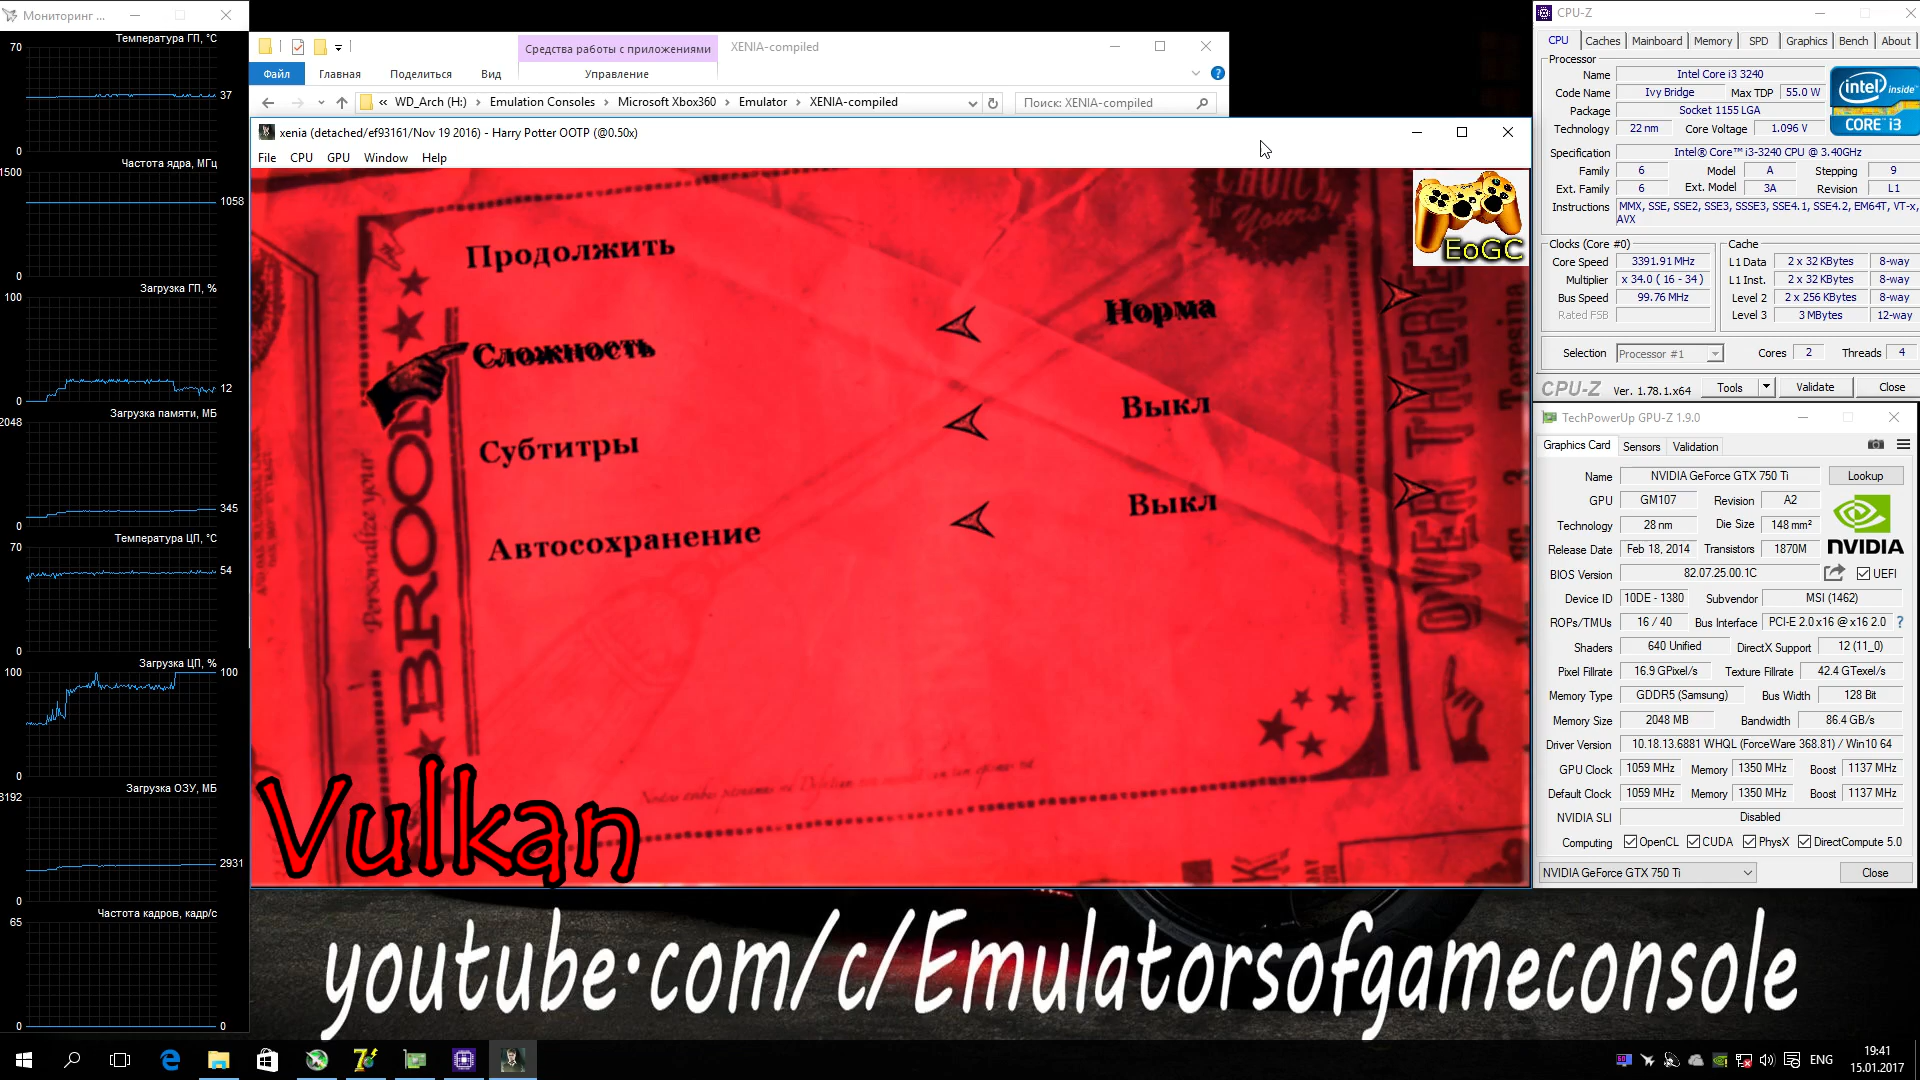 Мониторинг ...
Температура ГП, °C
70
37
0
Частота ядра, МГц
1500
1058
0
Загрузка ГП, %
100
12
0
Загрузка памяти, МБ
2048
345
0
Температура ЦП, °C
70
54
0
Загрузка ЦП, %
100
100
0
Загрузка ОЗУ, МБ
8192
2931
0
Частота кадров, кадр/с
65
0
0
Средства работы с приложениями
XENIA-compiled
Файл
Главная
Поделиться
Вид
Управление
« WD_Arch (H:) › Emulation Consoles › Microsoft Xbox360 › Emulator › XENIA-compiled
Поиск: XENIA-compiled
xenia (detached/ef93161/Nov 19 2016) - Harry Potter OOTP (@0.50x)
File CPU GPU Window Help
CHOICE
Yours
EoGC
Продолжить
Сложность
Норма
Субтитры
Выкл
Автосохранение
Выкл
Personalize your
BROOM
OVER THERE
Teresina
Vulkan
youtube.com/c/Emulatorsofgameconsole
CPU-Z
CPU Caches Mainboard Memory SPD Graphics Bench About
Processor
Name Intel Core i3 3240
Code Name Ivy Bridge Max TDP 55.0 W
Package Socket 1155 LGA
Technology 22 nm Core Voltage 1.096 V
intel inside™
CORE i3
Specification Intel® Core™ i3-3240 CPU @ 3.40GHz
Family 6 Model A Stepping 9
Ext. Family 6 Ext. Model 3A Revision L1
Instructions MMX, SSE, SSE2, SSE3, SSSE3, SSE4.1, SSE4.2, EM64T, VT-x,
AVX
Clocks (Core #0) Cache
Core Speed 3391.91 MHz L1 Data 2 x 32 KBytes 8-way
Multiplier x 34.0 ( 16 - 34 ) L1 Inst. 2 x 32 KBytes 8-way
Bus Speed 99.76 MHz Level 2 2 x 256 KBytes 8-way
Rated FSB Level 3 3 MBytes 12-way
Selection Processor #1 Cores 2 Threads 4
CPU-Z Ver. 1.78.1.x64 Tools Validate Close
TechPowerUp GPU-Z 1.9.0
Graphics Card Sensors Validation
Name NVIDIA GeForce GTX 750 Ti Lookup
GPU GM107 Revision A2
Technology 28 nm Die Size 148 mm²
Release Date Feb 18, 2014 Transistors 1870M
NVIDIA
BIOS Version 82.07.25.00.1C UEFI
Device ID 10DE - 1380 Subvendor MSI (1462)
ROPs/TMUs 16 / 40 Bus Interface PCI-E 2.0 x16 @ x16 2.0 ?
Shaders 640 Unified DirectX Support 12 (11_0)
Pixel Fillrate 16.9 GPixel/s Texture Fillrate 42.4 GTexel/s
Memory Type GDDR5 (Samsung) Bus Width 128 Bit
Memory Size 2048 MB Bandwidth 86.4 GB/s
Driver Version 10.18.13.6881 WHQL (ForceWare 368.81) / Win10 64
GPU Clock 1059 MHz Memory 1350 MHz Boost 1137 MHz
Default Clock 1059 MHz Memory 1350 MHz Boost 1137 MHz
NVIDIA SLI Disabled
Computing OpenCL CUDA PhysX DirectCompute 5.0
NVIDIA GeForce GTX 750 Ti Close
ENG
19:41
15.01.2017